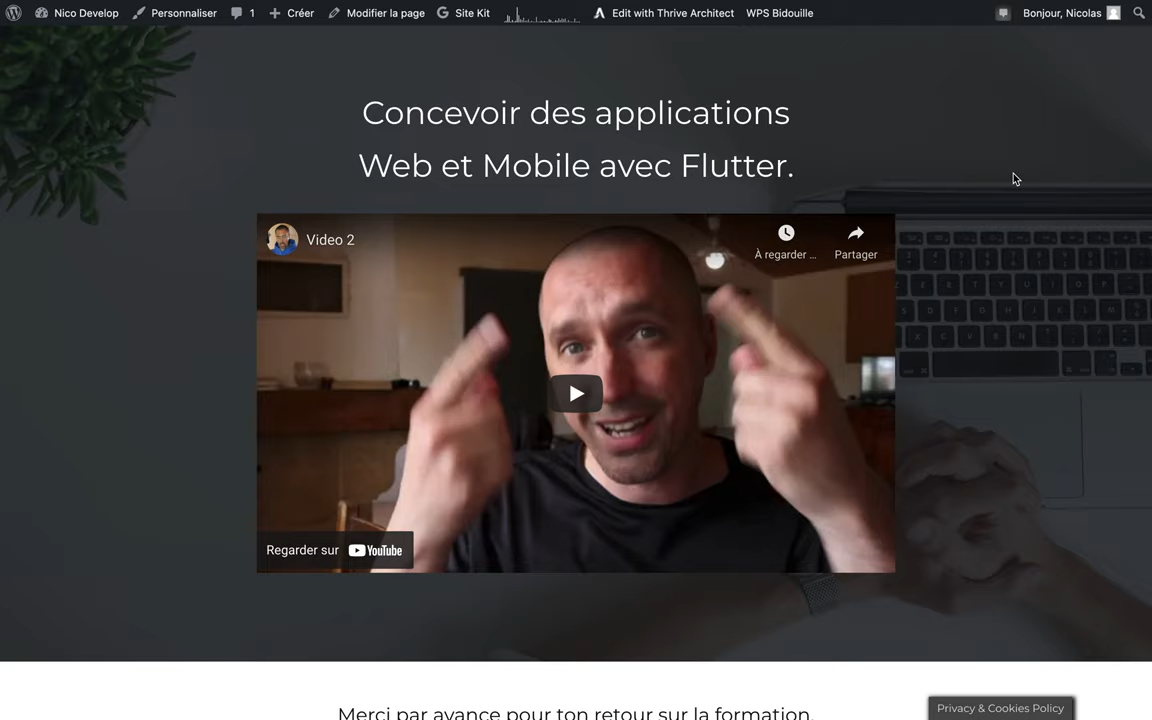 Nico Develop
Personnaliser
1
Créer
Modifier la page
Site Kit
Edit with Thrive Architect
WPS Bidouille
Bonjour, Nicolas
Concevoir des applications
Web et Mobile avec Flutter.
Video 2
À regarder ...
Partager
Regarder sur YouTube
Merci par avance pour ton retour sur la formation.
Privacy & Cookies Policy